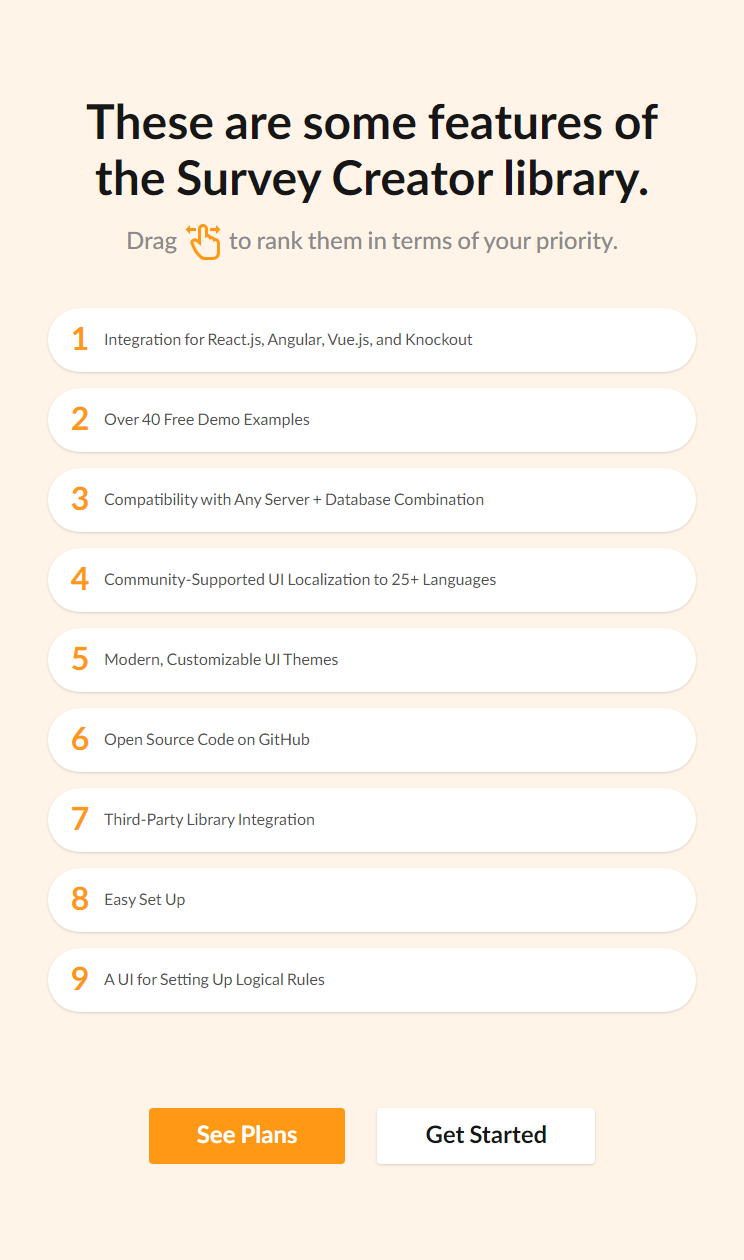 These are some features of
the Survey Creator library.
Drag to rank them in terms of your priority.
1 Integration for React.js, Angular, Vue.js, and Knockout
2 Over 40 Free Demo Examples
3 Compatibility with Any Server + Database Combination
4 Community-Supported UI Localization to 25+ Languages
5 Modern, Customizable UI Themes
6 Open Source Code on GitHub
7 Third-Party Library Integration
8 Easy Set Up
9 A UI for Setting Up Logical Rules
See Plans Get Started